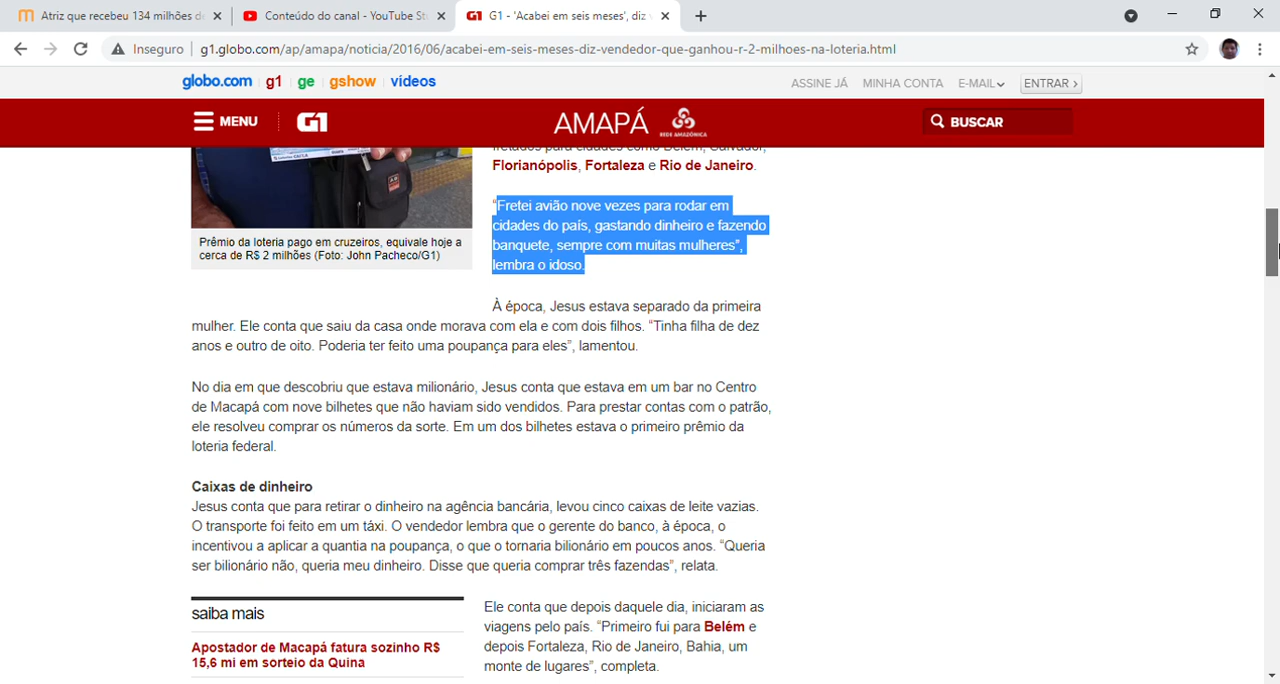 Atriz que recebeu 134 milhões de
Conteúdo do canal - YouTube St
G1 - 'Acabei em seis meses', diz v
Inseguro
g1.globo.com/ap/amapa/noticia/2016/06/acabei-em-seis-meses-diz-vendedor-que-ganhou-r-2-milhoes-na-loteria.html
globo.com g1 ge gshow videos
ASSINE JÁ MINHA CONTA E-MAIL ENTRAR ›
MENU G1 AMAPÁ REDE AMAZÔNICA BUSCAR
fretados para cidades como Belém, Salvador,
Florianópolis, Fortaleza e Rio de Janeiro.
“Fretei avião nove vezes para rodar em
cidades do país, gastando dinheiro e fazendo
banquete, sempre com muitas mulheres”,
lembra o idoso.
Prêmio da loteria pago em cruzeiros, equivale hoje a
cerca de R$ 2 milhões (Foto: John Pacheco/G1)
À época, Jesus estava separado da primeira
mulher. Ele conta que saiu da casa onde morava com ela e com dois filhos. “Tinha filha de dez
anos e outro de oito. Poderia ter feito uma poupança para eles”, lamentou.
No dia em que descobriu que estava milionário, Jesus conta que estava em um bar no Centro
de Macapá com nove bilhetes que não haviam sido vendidos. Para prestar contas com o patrão,
ele resolveu comprar os números da sorte. Em um dos bilhetes estava o primeiro prêmio da
loteria federal.
Caixas de dinheiro
Jesus conta que para retirar o dinheiro na agência bancária, levou cinco caixas de leite vazias.
O transporte foi feito em um táxi. O vendedor lembra que o gerente do banco, à época, o
incentivou a aplicar a quantia na poupança, o que o tornaria bilionário em poucos anos. “Queria
ser bilionário não, queria meu dinheiro. Disse que queria comprar três fazendas”, relata.
saiba mais
Apostador de Macapá fatura sozinho R$
15,6 mi em sorteio da Quina
Ele conta que depois daquele dia, iniciaram as
viagens pelo país. “Primeiro fui para Belém e
depois Fortaleza, Rio de Janeiro, Bahia, um
monte de lugares”, completa.